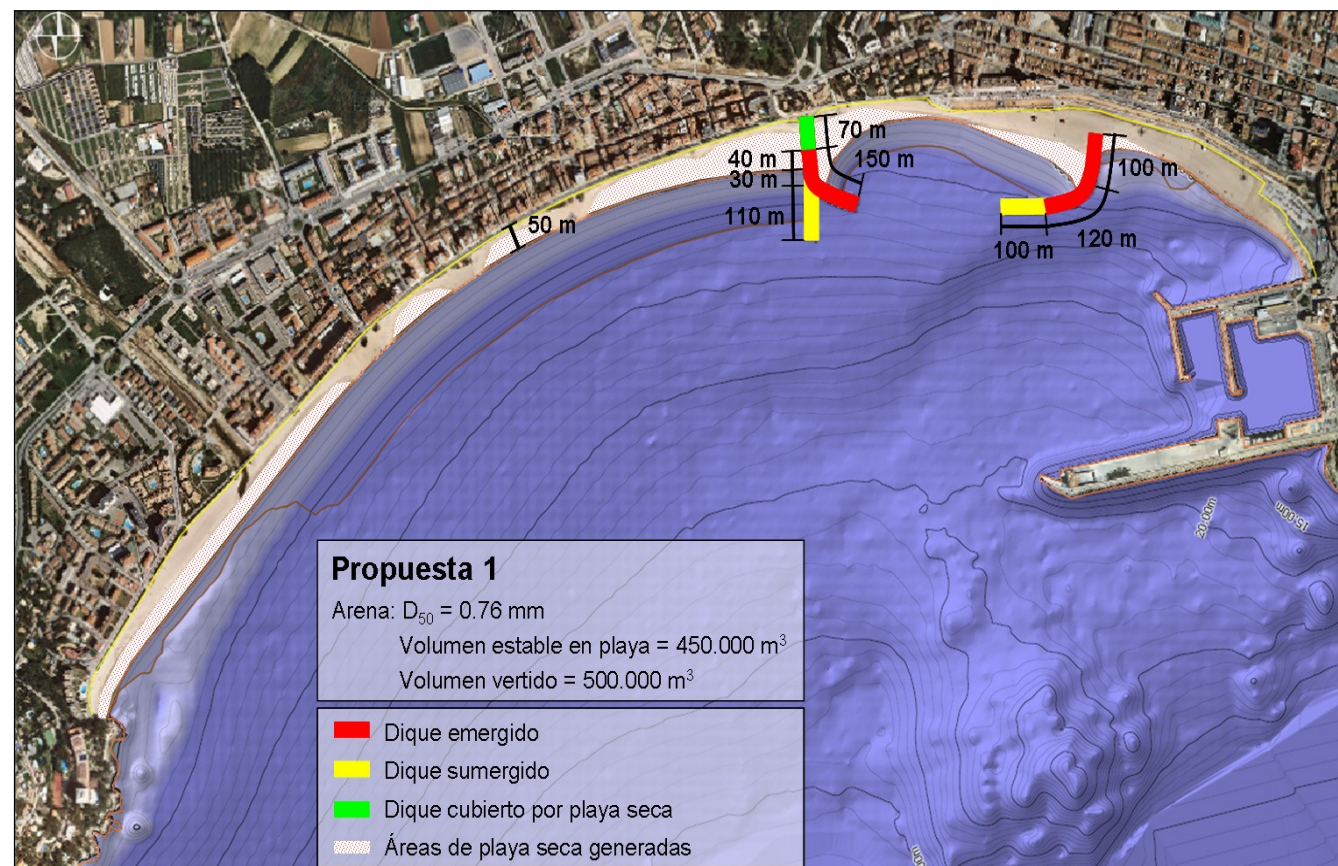 70 m
40 m
150 m
30 m
100 m
110 m
50 m
100 m
120 m
20.00m
15.00m
Propuesta 1
Arena: D₅₀ = 0.76 mm
Volumen estable en playa = 450.000 m³
Volumen vertido = 500.000 m³
Dique emergido
Dique sumergido
Dique cubierto por playa seca
Áreas de playa seca generadas